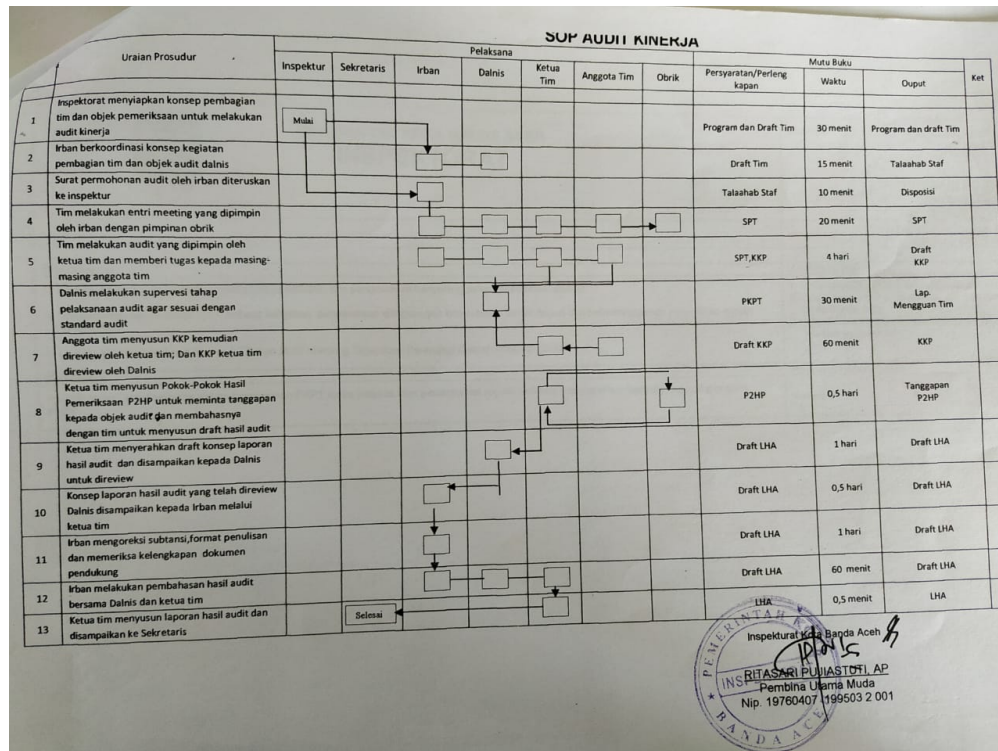 SOP AUDIT KINERJA
Uraian Prosudur
Pelaksana
Mutu Buku
Ket
Inspektur
Sekretaris
Irban
Dalnis
Ketua
Tim
Anggota Tim
Obrik
Persyaratan/Perleng
kapan
Waktu
Ouput
1
Inspektorat menyiapkan konsep pembagian
tim dan objek pemeriksaan untuk melakukan
audit kinerja
Mulai
Program dan Draft Tim
30 menit
Program dan draft Tim
2
Irban berkoordinasi konsep kegiatan
pembagian tim dan objek audit dalnis
Draft Tim
15 menit
Talaahab Staf
3
Surat permohonan audit oleh irban diteruskan
ke inspektur
Talaahab Staf
10 menit
Disposisi
4
Tim melakukan entri meeting yang dipimpin
oleh irban dengan pimpinan obrik
SPT
20 menit
SPT
5
Tim melakukan audit yang dipimpin oleh
ketua tim dan memberi tugas kepada masing-
masing anggota tim
SPT,KKP
4 hari
Draft
KKP
6
Dalnis melakukan supervesi tahap
pelaksanaan audit agar sesuai dengan
standard audit
PKPT
30 menit
Lap.
Mengguan Tim
7
Anggota tim menyusun KKP kemudian
direview oleh ketua tim; Dan KKP ketua tim
direview oleh Dalnis
Draft KKP
60 menit
KKP
8
Ketua tim menyusun Pokok-Pokok Hasil
Pemeriksaan P2HP untuk meminta tanggapan
kepada objek audit dan membahasnya
dengan tim untuk menyusun draft hasil audit
P2HP
0,5 hari
Tanggapan
P2HP
9
Ketua tim menyerahkan draft konsep laporan
hasil audit dan disampaikan kepada Dalnis
untuk direview
Draft LHA
1 hari
Draft LHA
10
Konsep laporan hasil audit yang telah direview
Dalnis disampaikan kepada Irban melalui
ketua tim
Draft LHA
0,5 hari
Draft LHA
11
Irban mengoreksi subtansi,format penulisan
dan memeriksa kelengkapan dokumen
pendukung
Draft LHA
1 hari
Draft LHA
12
Irban melakukan pembahasan hasil audit
bersama Dalnis dan ketua tim
Draft LHA
60 menit
Draft LHA
13
Ketua tim menyusun laporan hasil audit dan
disampaikan ke Sekretaris
Selesai
LHA
0,5 menit
LHA
Inspekturat Kota Banda Aceh
RITASARI PUJIASTOTI, AP
Pembina Utama Muda
Nip. 19760407 199503 2 001
PEMERINTAH
BANDA ACE